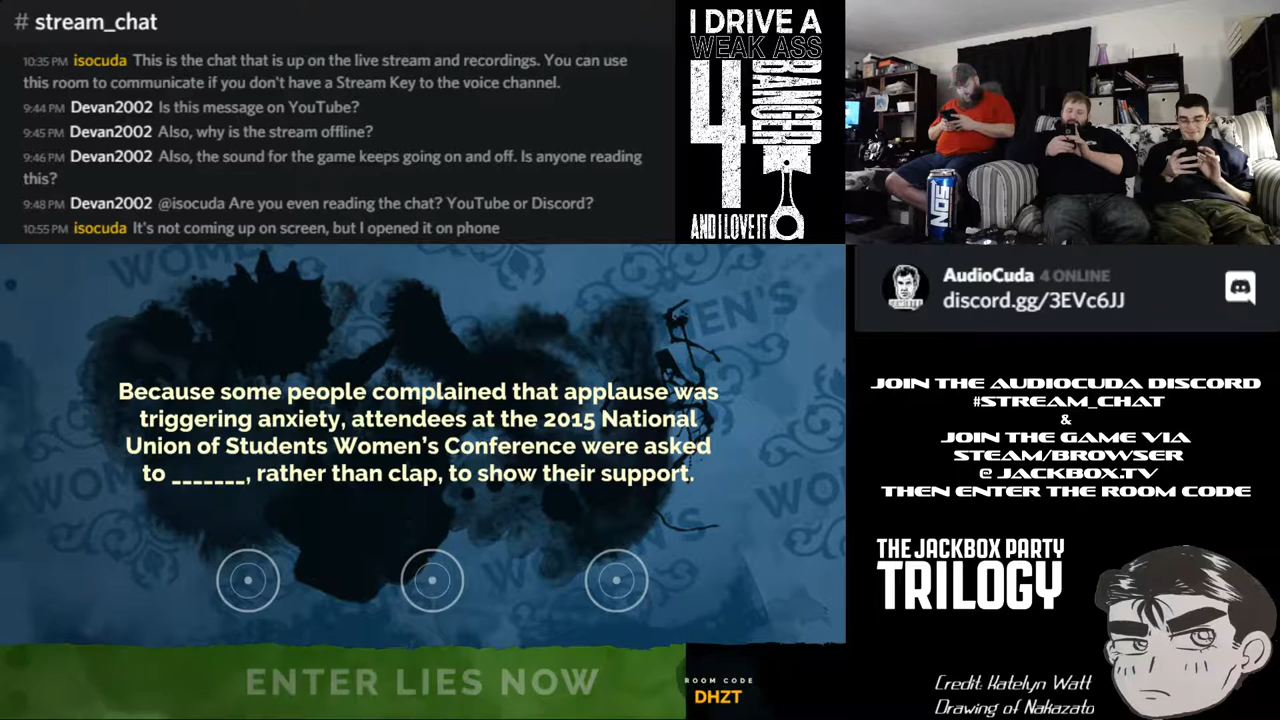 # stream_chat
10:35 PM isocuda This is the chat that is up on the live stream and recordings. You can use
this room to communicate if you don't have a Stream Key to the voice channel.
9:44 PM Devan2002 Is this message on YouTube?
9:45 PM Devan2002 Also, why is the stream offline?
9:46 PM Devan2002 Also, the sound for the game keeps going on and off. Is anyone reading
this?
9:48 PM Devan2002 @isocuda Are you even reading the chat? YouTube or Discord?
10:55 PM isocuda It's not coming up on screen, but I opened it on phone
I DRIVE A
WEAK ASS
4 BANGER
AND I LOVE IT
NOS
AudioCuda 4 ONLINE
discord.gg/3EVc6JJ
WOMEN'S
Because some people complained that applause was
triggering anxiety, attendees at the 2015 National
Union of Students Women's Conference were asked
to _______, rather than clap, to show their support.
ENTER LIES NOW
ROOM CODE
DHZT
JOIN THE AUDIOCUDA DISCORD
#STREAM_CHAT
&
JOIN THE GAME VIA
STEAM/BROWSER
@ JACKBOX.TV
THEN ENTER THE ROOM CODE
THE JACKBOX PARTY
TRILOGY
Credit: Katelyn Watt
Drawing of Nakazato